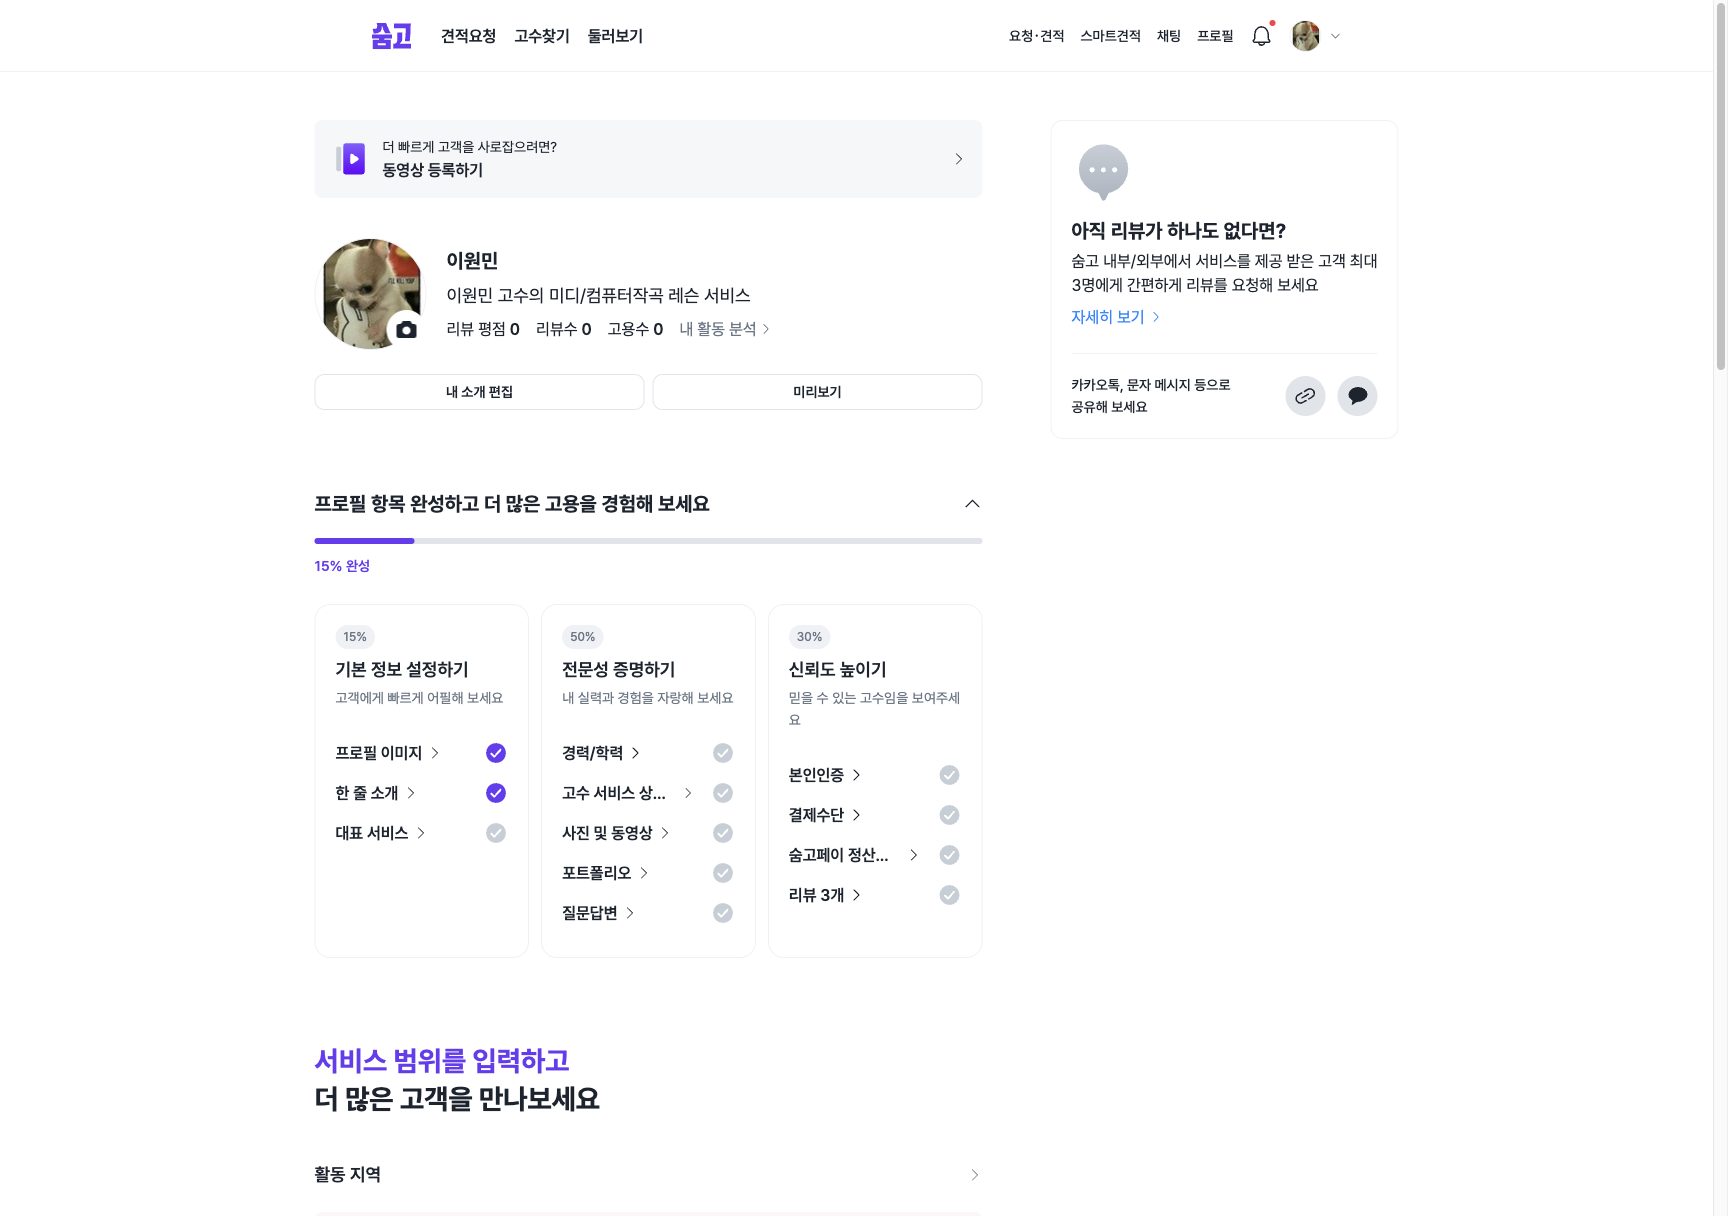 숨고 견적요청 고수찾기 둘러보기 요청·견적 스마트견적 채팅 프로필
더 빠르게 고객을 사로잡으려면?
동영상 등록하기
이원민
이원민 고수의 미디/컴퓨터작곡 레슨 서비스
리뷰 평점 0 리뷰수 0 고용수 0 내 활동 분석
내 소개 편집 미리보기
아직 리뷰가 하나도 없다면?
숨고 내부/외부에서 서비스를 제공 받은 고객 최대
3명에게 간편하게 리뷰를 요청해 보세요
자세히 보기
카카오톡, 문자 메시지 등으로
공유해 보세요
프로필 항목 완성하고 더 많은 고용을 경험해 보세요
15% 완성
15%
기본 정보 설정하기
고객에게 빠르게 어필해 보세요
프로필 이미지
한 줄 소개
대표 서비스
50%
전문성 증명하기
내 실력과 경험을 자랑해 보세요
경력/학력
고수 서비스 상...
사진 및 동영상
포트폴리오
질문답변
30%
신뢰도 높이기
믿을 수 있는 고수임을 보여주세
요
본인인증
결제수단
숨고페이 정산...
리뷰 3개
서비스 범위를 입력하고
더 많은 고객을 만나보세요
활동 지역